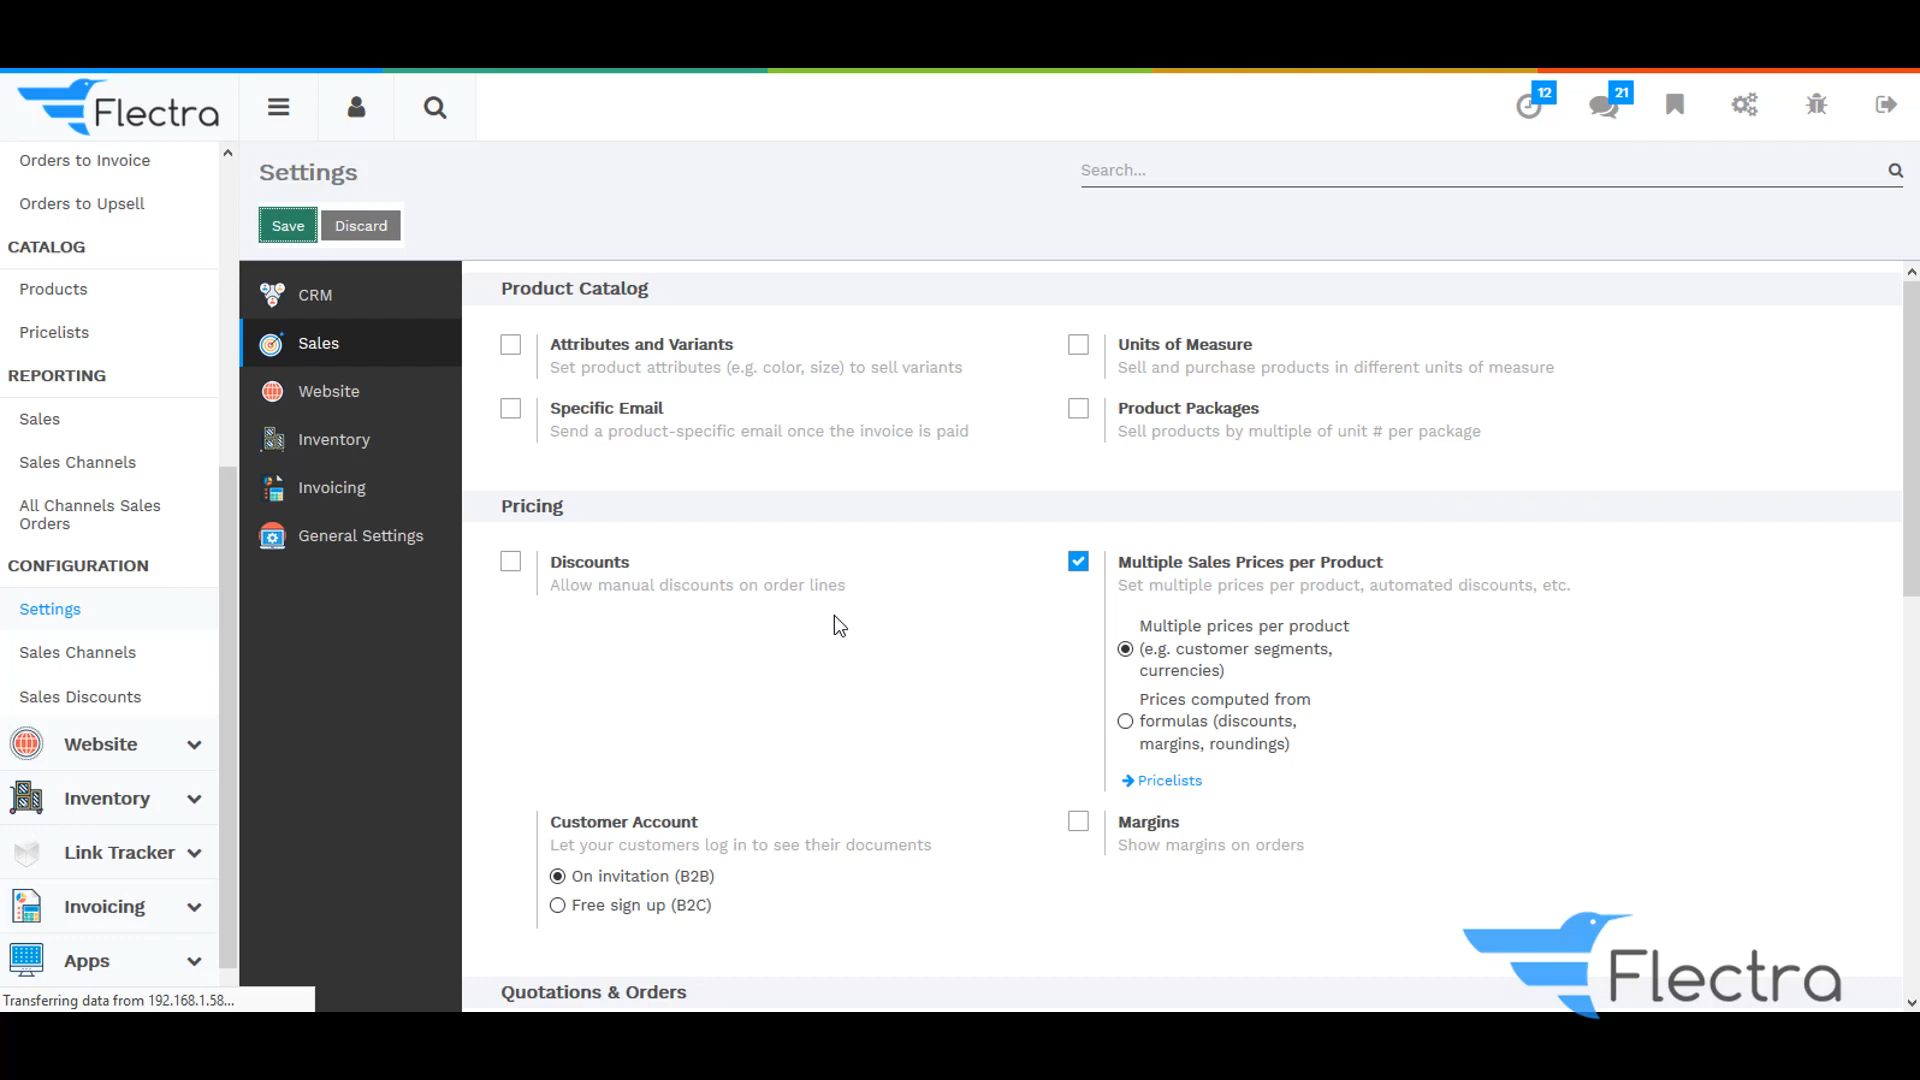 Flectra
12
21
Orders to Invoice
Orders to Upsell
CATALOG
Products
Pricelists
REPORTING
Sales
Sales Channels
All Channels Sales
Orders
CONFIGURATION
Settings
Sales Channels
Sales Discounts
Website
Inventory
Link Tracker
Invoicing
Apps
Transferring data from 192.168.1.58...
Settings
Search...
Save
Discard
CRM
Sales
Website
Inventory
Invoicing
General Settings
Product Catalog
Attributes and Variants
Set product attributes (e.g. color, size) to sell variants
Units of Measure
Sell and purchase products in different units of measure
Specific Email
Send a product-specific email once the invoice is paid
Product Packages
Sell products by multiple of unit # per package
Pricing
Discounts
Allow manual discounts on order lines
Multiple Sales Prices per Product
Set multiple prices per product, automated discounts, etc.
Multiple prices per product
(e.g. customer segments,
currencies)
Prices computed from
formulas (discounts,
margins, roundings)
Pricelists
Customer Account
Let your customers log in to see their documents
On invitation (B2B)
Free sign up (B2C)
Margins
Show margins on orders
Quotations & Orders
Flectra